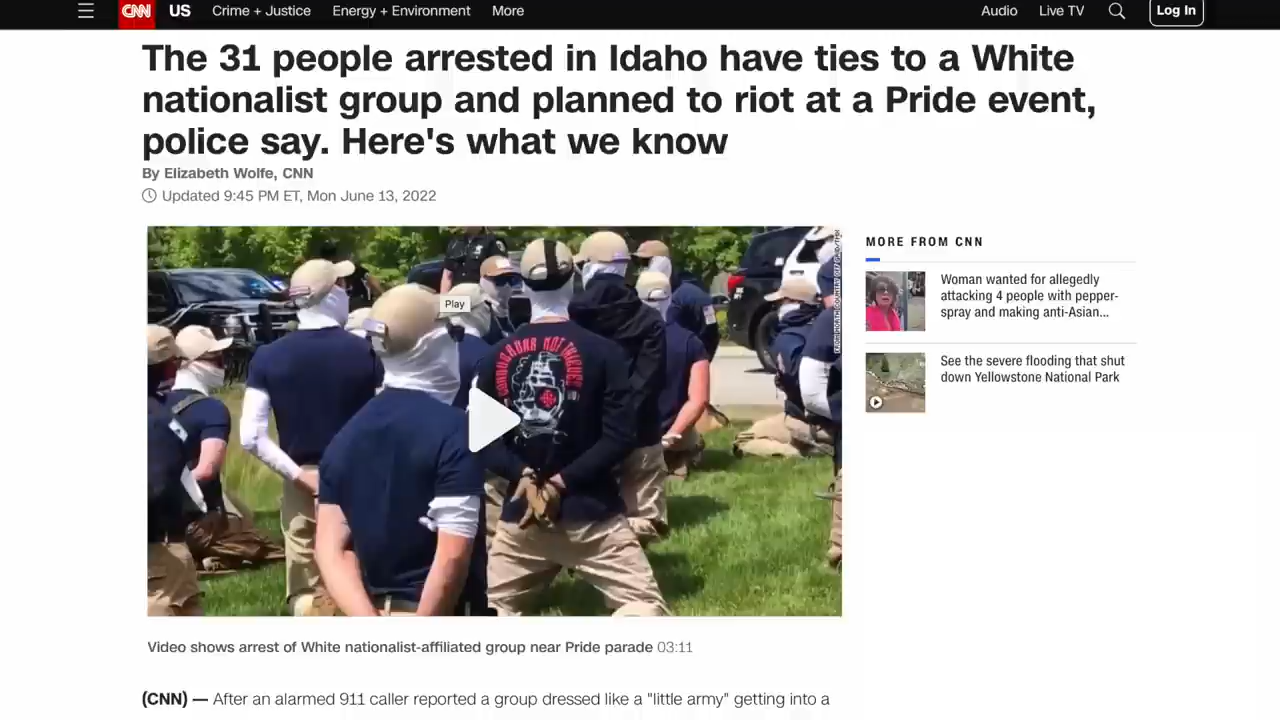 CNN US Crime + Justice Energy + Environment More Audio Live TV Log In
The 31 people arrested in Idaho have ties to a White
nationalist group and planned to riot at a Pride event,
police say. Here's what we know
By Elizabeth Wolfe, CNN
Updated 9:45 PM ET, Mon June 13, 2022
Play
CONQUERORS NOT THIEVES
Video shows arrest of White nationalist-affiliated group near Pride parade 03:11
(CNN) — After an alarmed 911 caller reported a group dressed like a "little army" getting into a
MORE FROM CNN
Woman wanted for allegedly
attacking 4 people with pepper-
spray and making anti-Asian...
See the severe flooding that shut
down Yellowstone National Park